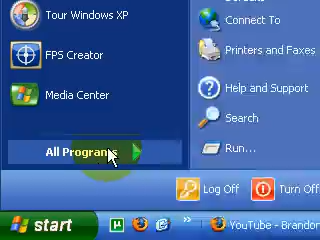 Tour Windows XP
FPS Creator
Media Center
All Programs
Connect To
Printers and Faxes
Help and Support
Search
Run...
Log Off
Turn Off
start
YouTube - Brandon